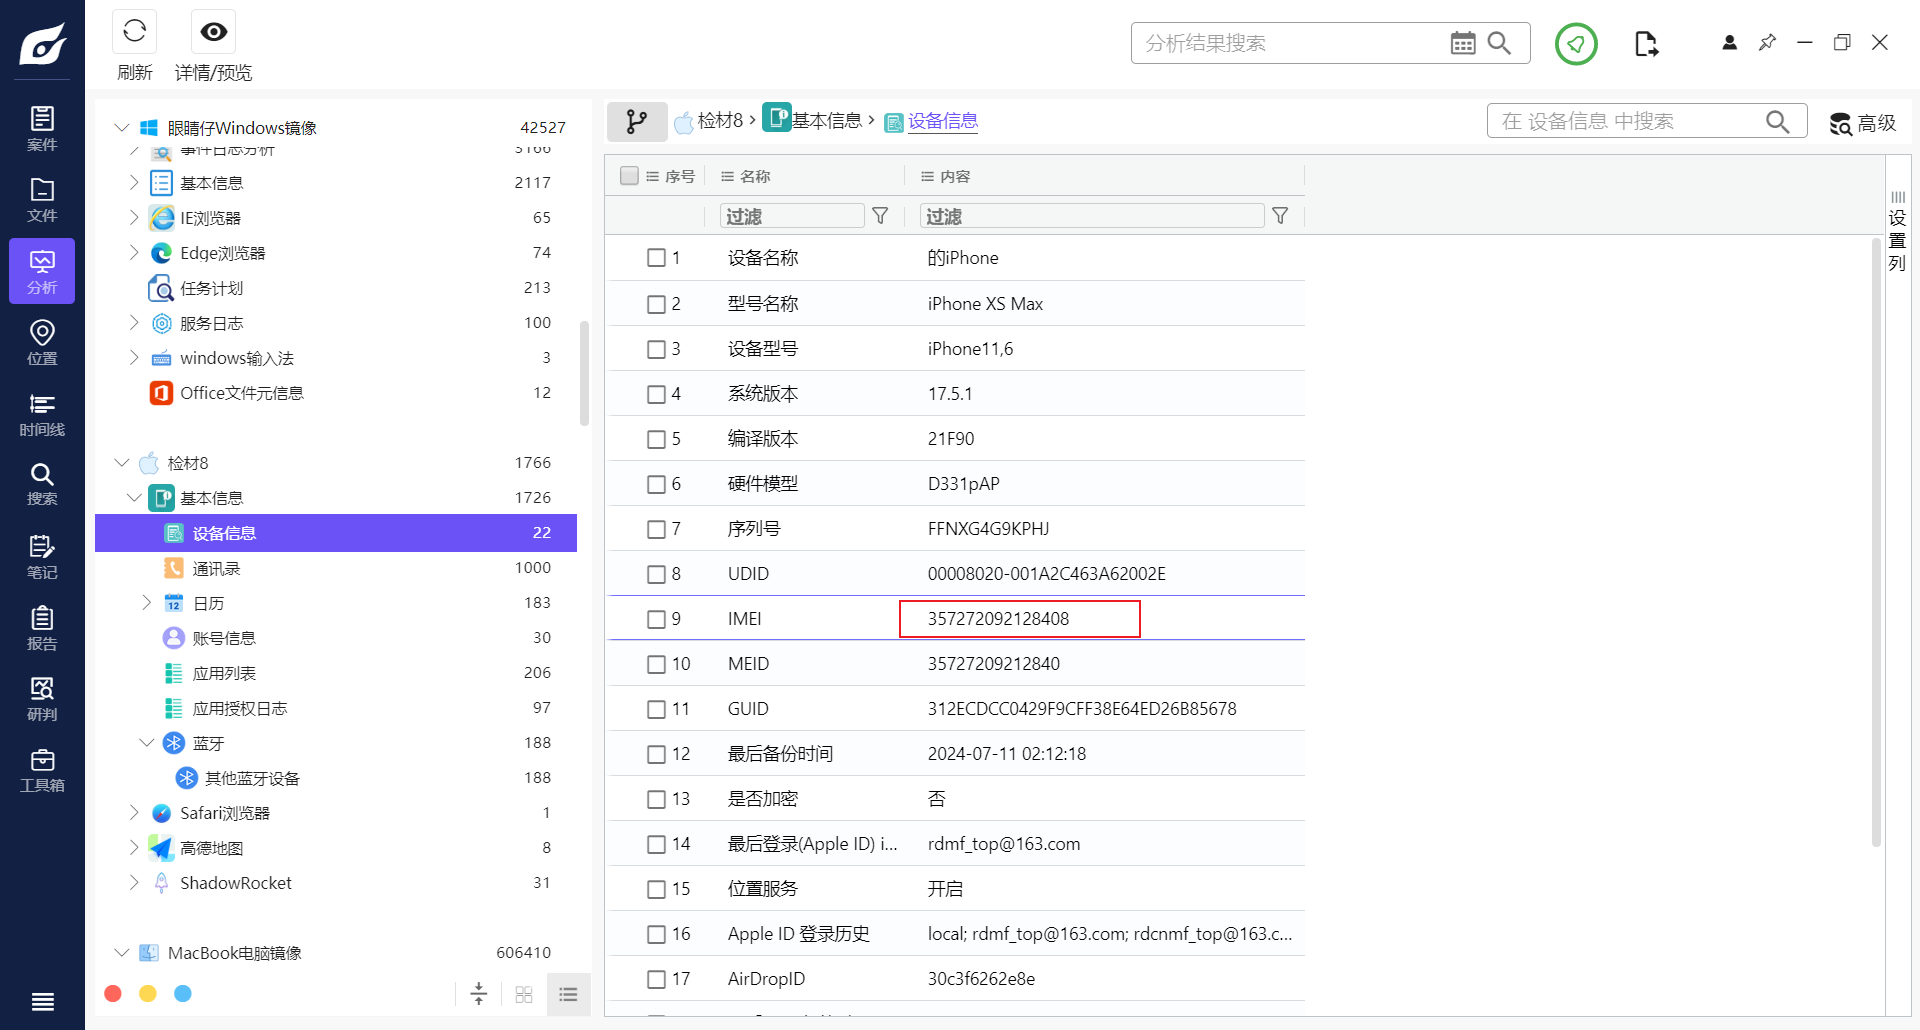 刷新
详情/预览
分析结果搜索
案件
文件
分析
位置
时间线
搜索
笔记
报告
研判
工具箱
眼睛仔Windows镜像 42527
事件日志分析 3166
基本信息 2117
IE浏览器 65
Edge浏览器 74
任务计划 213
服务日志 100
windows输入法 3
Office文件元信息 12
检材8 1766
基本信息 1726
设备信息 22
通讯录 1000
日历 183
账号信息 30
应用列表 206
应用授权日志 97
蓝牙 188
其他蓝牙设备 188
Safari浏览器 1
高德地图 8
ShadowRocket 31
MacBook电脑镜像 606410
检材8 > 基本信息 > 设备信息
在 设备信息 中搜索
高级
序号 名称 内容
过滤 过滤
1 设备名称 的iPhone
2 型号名称 iPhone XS Max
3 设备型号 iPhone11,6
4 系统版本 17.5.1
5 编译版本 21F90
6 硬件模型 D331pAP
7 序列号 FFNXG4G9KPHJ
8 UDID 00008020-001A2C463A62002E
9 IMEI 357272092128408
10 MEID 35727209212840
11 GUID 312ECDCC0429F9CFF38E64ED26B85678
12 最后备份时间 2024-07-11 02:12:18
13 是否加密 否
14 最后登录(Apple ID) i... rdmf_top@163.com
15 位置服务 开启
16 Apple ID 登录历史 local; rdmf_top@163.com; rdcnmf_top@163.c...
17 AirDropID 30c3f6262e8e
设置列